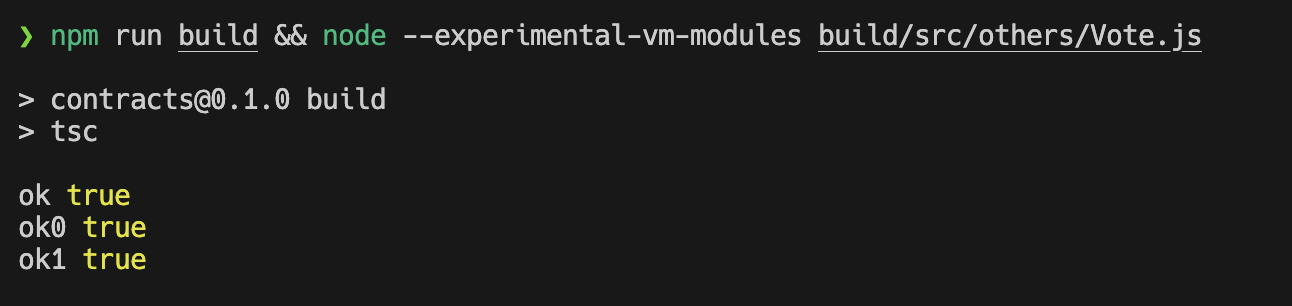 ❯ npm run build && node --experimental-vm-modules build/src/others/Vote.js
> contracts@0.1.0 build
> tsc
ok true
ok0 true
ok1 true